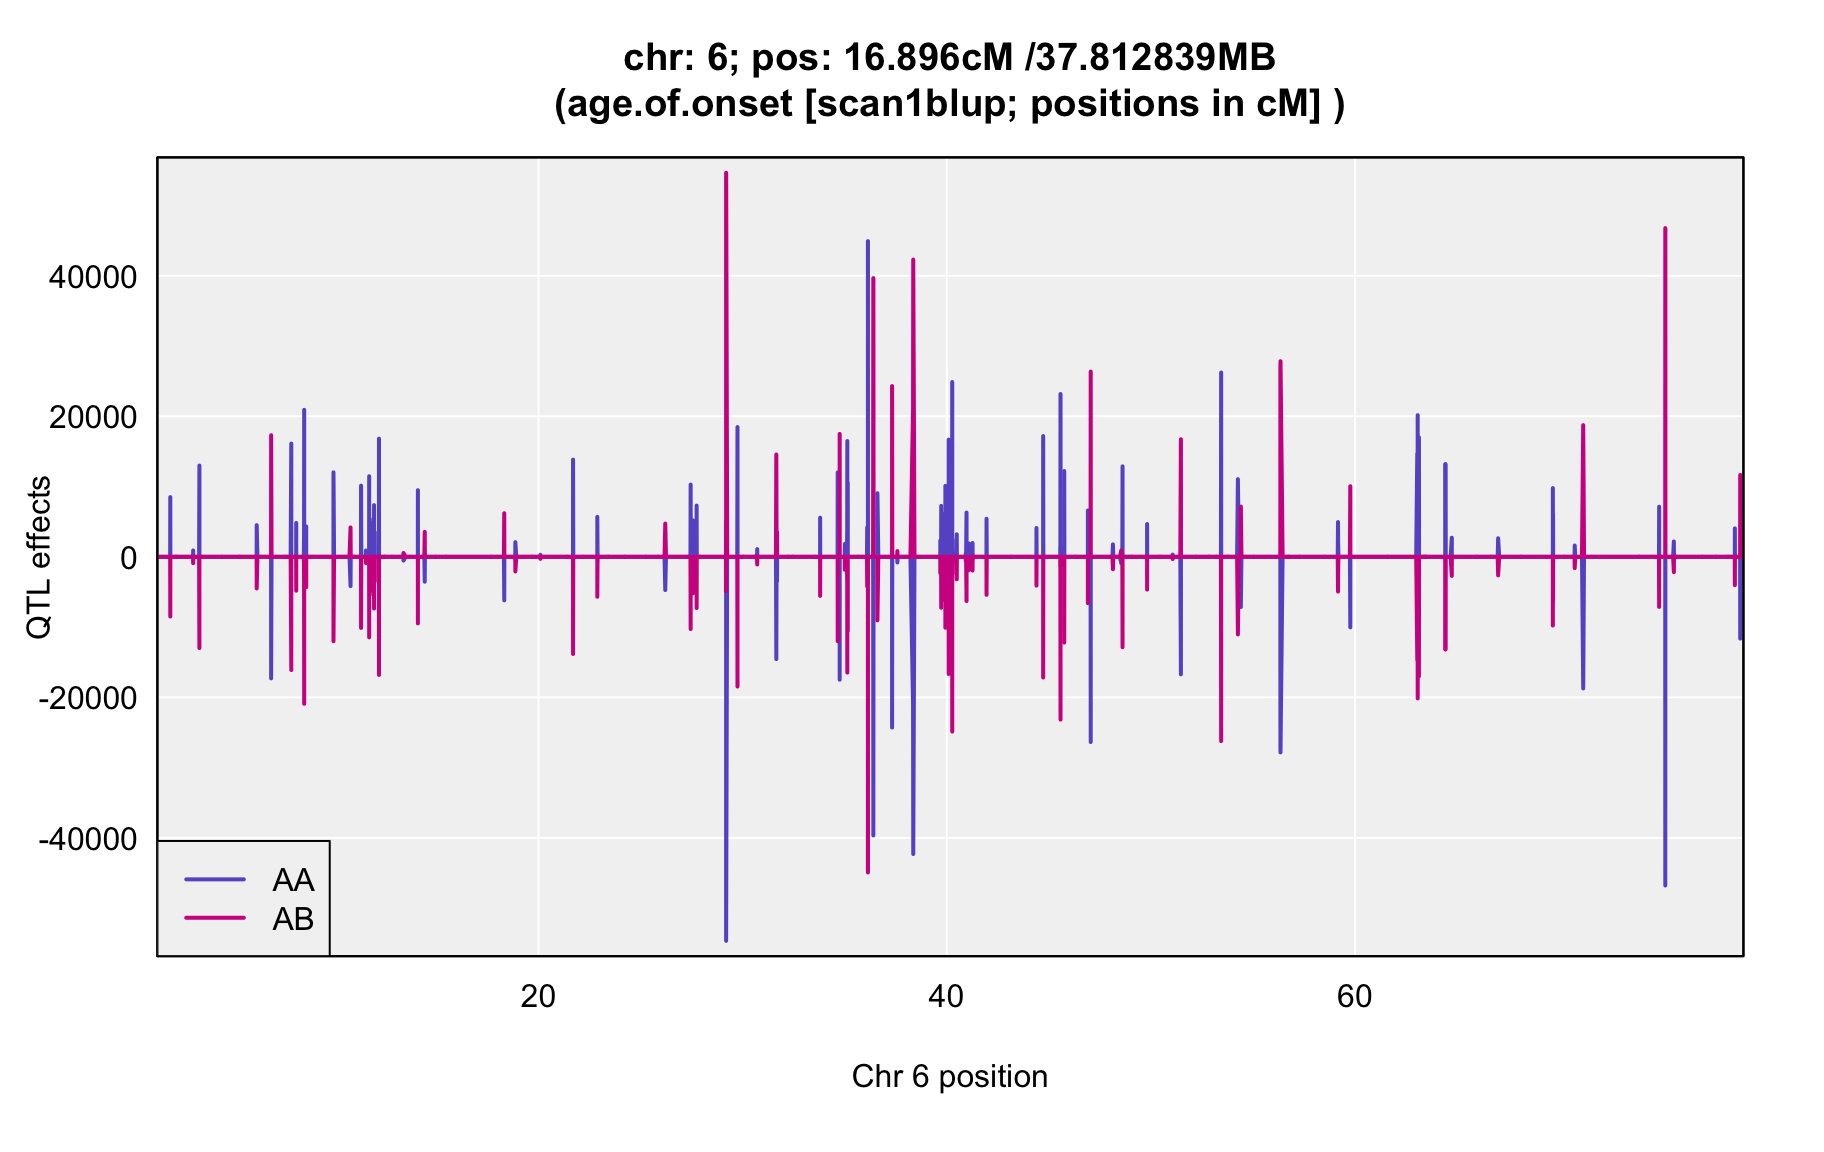 chr: 6; pos: 16.896cM /37.812839MB
(age.of.onset [scan1blup; positions in cM] )
QTL effects
40000
20000
0
-20000
-40000
AA
AB
20
40
60
Chr 6 position